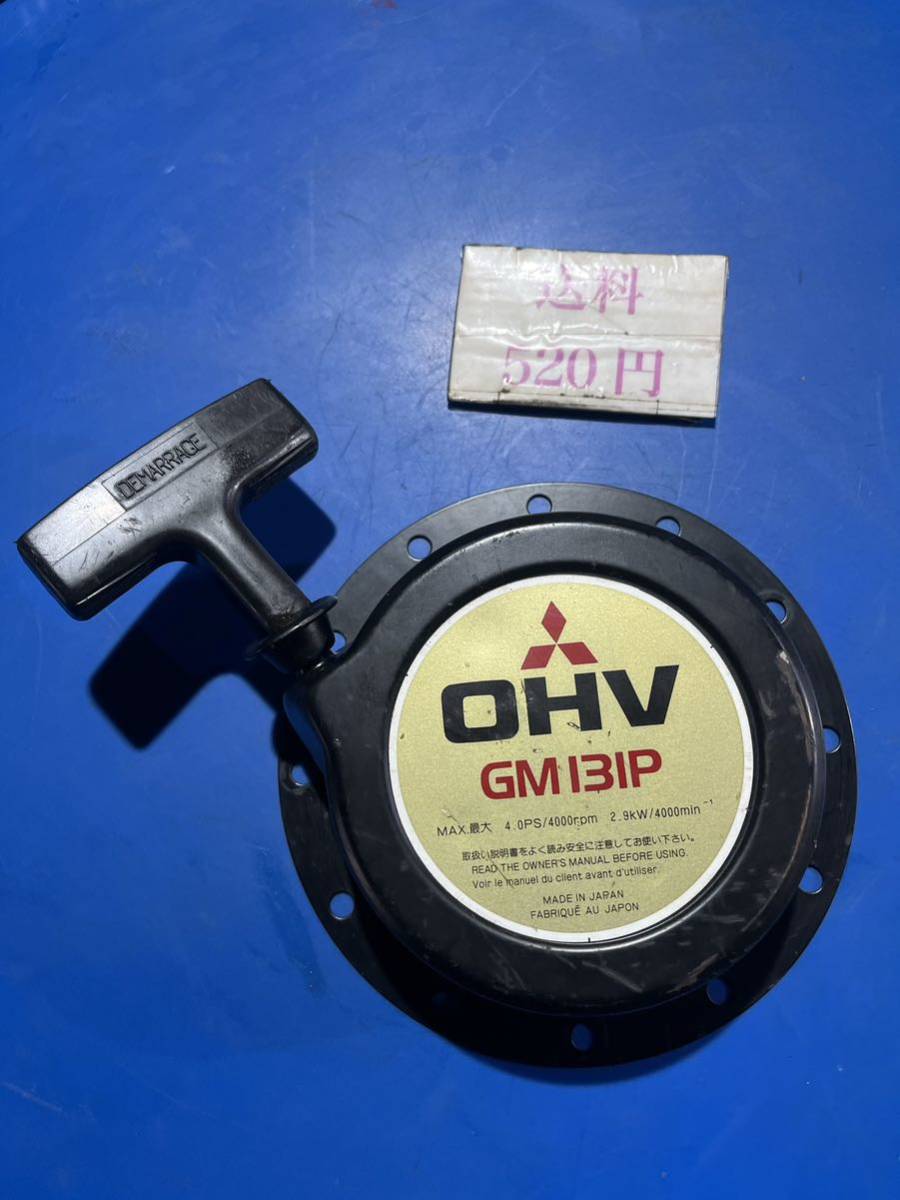 送料
520円
DEMARRAGE
OHV
GM131P
MAX.最大 4.0PS/4000rpm 2.9kW/4000min⁻¹
取扱い説明書をよく読み安全に注意してお使い下さい。
READ THE OWNER'S MANUAL BEFORE USING.
Voir le manuel du client avant d'utiliser.
MADE IN JAPAN
FABRIQUÉ AU JAPON